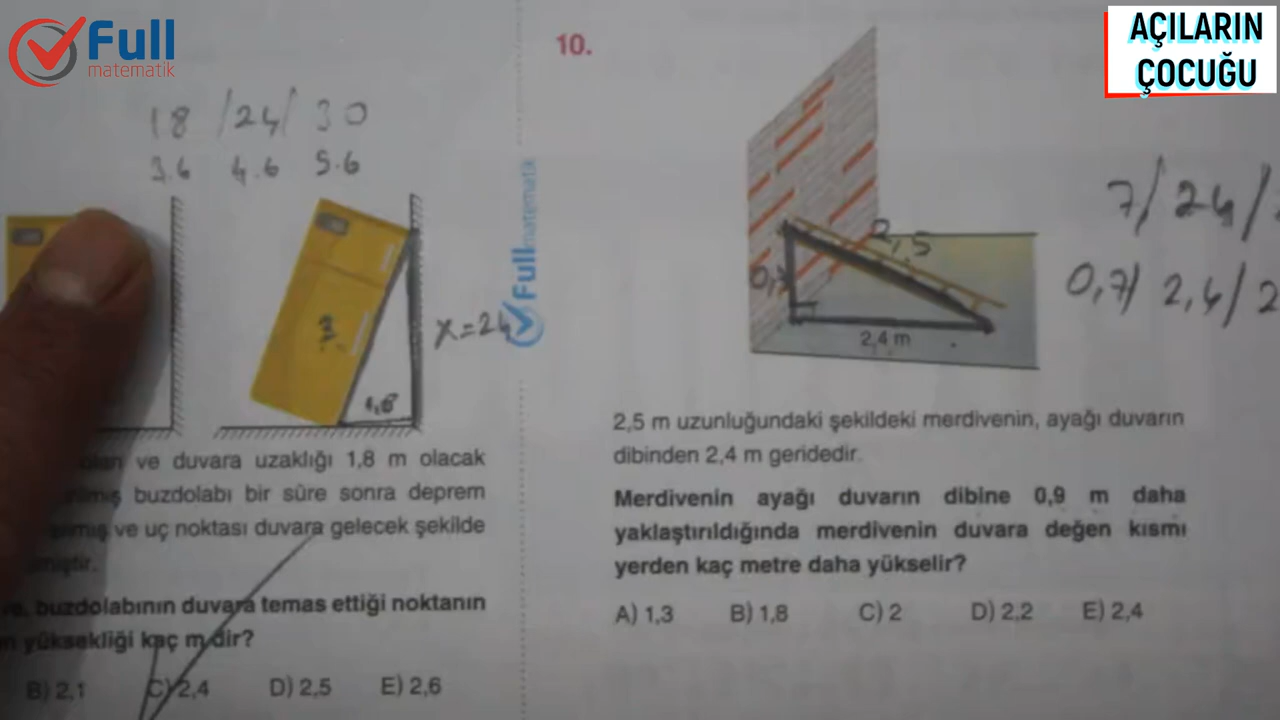 Full
matematik
AÇILARIN
ÇOCUĞU
18 / 24 / 30
3.6 4.6 5.6
x=24
1,8
ve duvara uzaklığı 1,8 m olacak
buzdolabı bir süre sonra deprem
ve uç noktası duvara gelecek şekilde
buzdolabının duvara temas ettiği noktanın
yüksekliği kaç m dir?
B) 2,1 C) 2,4 D) 2,5 E) 2,6
Full matematik
10.
2,5
0,7
2,4 m
7/ 24/
0,7/ 2,4/ 2
2,5 m uzunluğundaki şekildeki merdivenin, ayağı duvarın
dibinden 2,4 m geridedir.
Merdivenin ayağı duvarın dibine 0,9 m daha
yaklaştırıldığında merdivenin duvara değen kısmı
yerden kaç metre daha yükselir?
A) 1,3 B) 1,8 C) 2 D) 2,2 E) 2,4